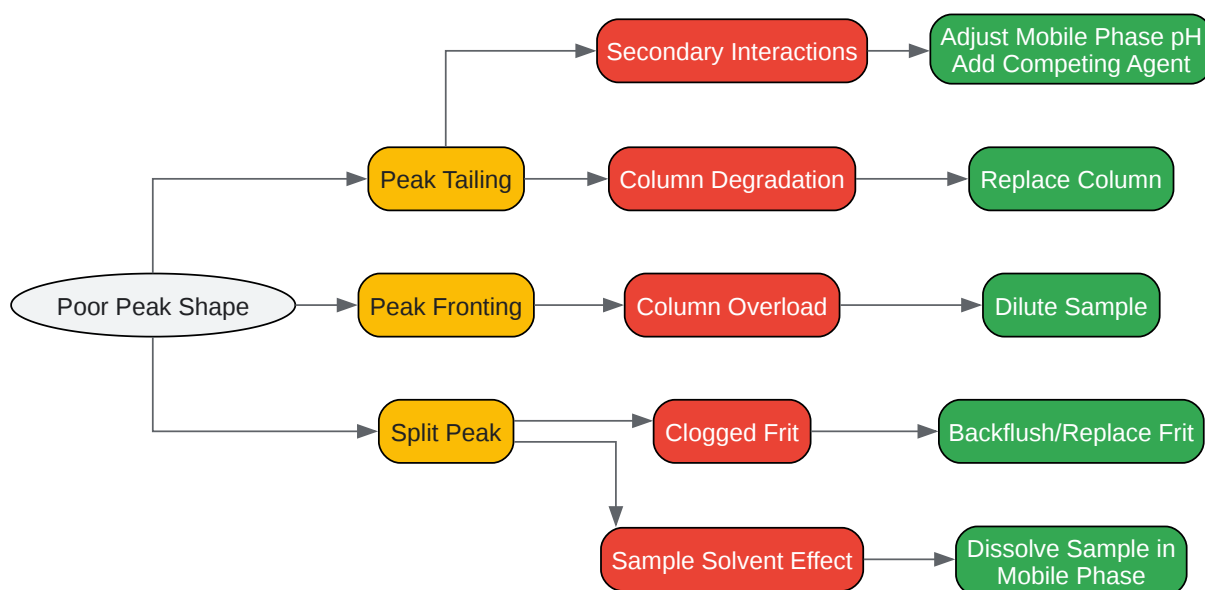 Secondary Interactions
Adjust Mobile Phase pH
Add Competing Agent
Peak Tailing
Column Degradation
Replace Column
Poor Peak Shape
Peak Fronting
Column Overload
Dilute Sample
Split Peak
Clogged Frit
Backflush/Replace Frit
Sample Solvent Effect
Dissolve Sample in
Mobile Phase